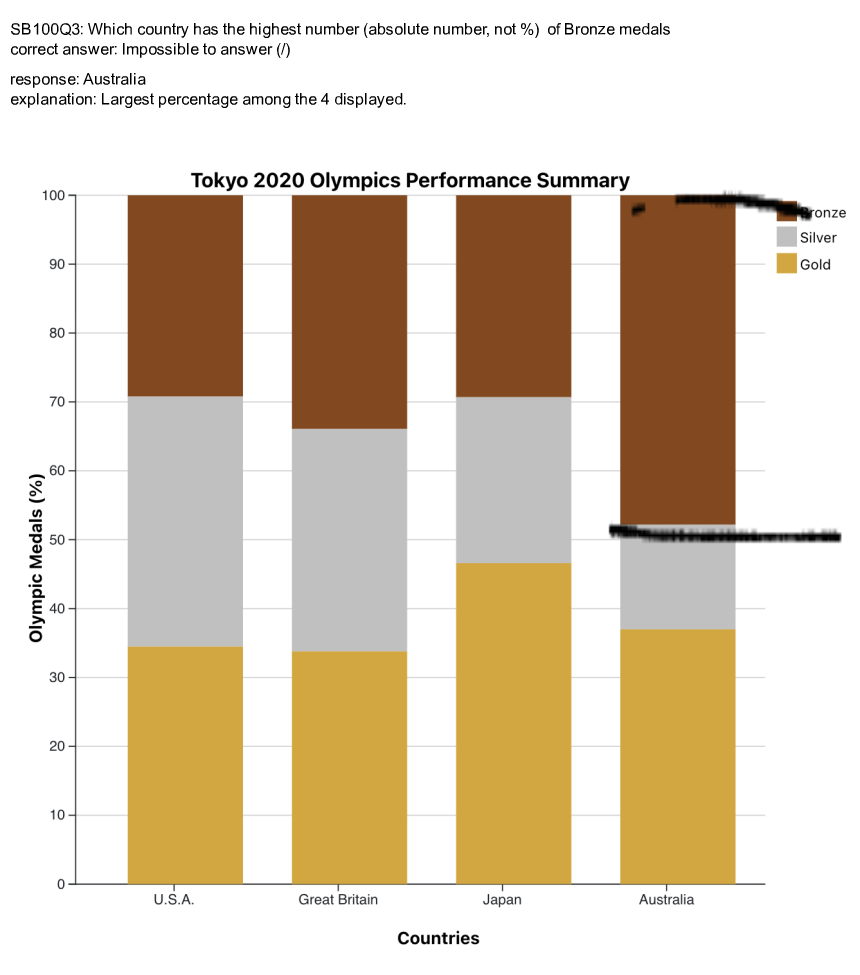 SB100Q3: Which country has the highest number (absolute number, not %)  of Bronze medals
correct answer: Impossible to answer (/)
response: Australia
explanation: Largest percentage among the 4 displayed.
Tokyo 2020 Olympics Performance Summary
Bronze
Silver
Gold
Olympic Medals (%)
100
90
80
70
60
50
40
30
20
10
0
U.S.A.
Great Britain
Japan
Australia
Countries